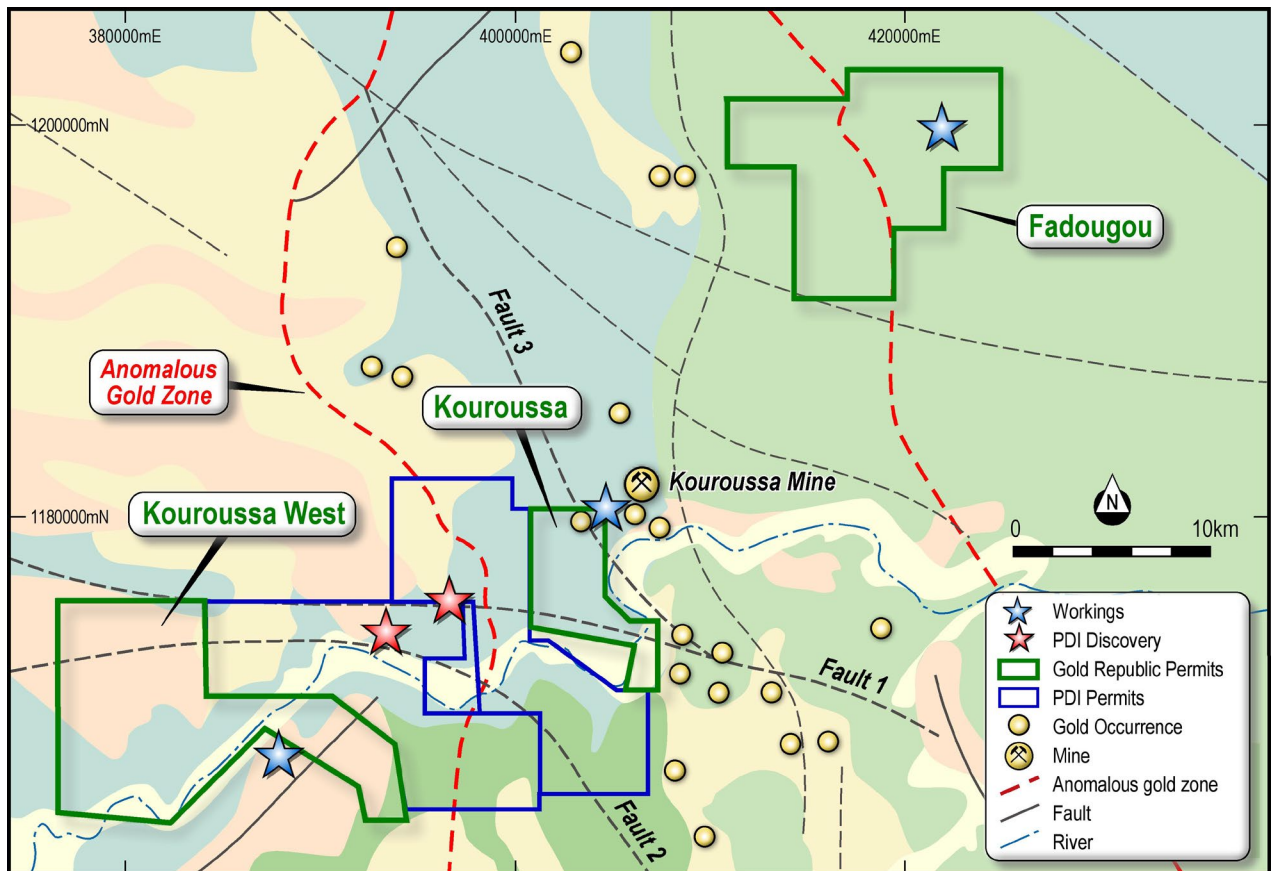 380000mE
400000mE
420000mE
1200000mN
Fadougou
Fault 3
Anomalous
Gold Zone
Kouroussa
Kouroussa Mine
Kouroussa West
1180000mN
N
0
10km
Fault 1
Fault 2
Workings
PDI Discovery
Gold Republic Permits
PDI Permits
Gold Occurrence
Mine
Anomalous gold zone
Fault
River